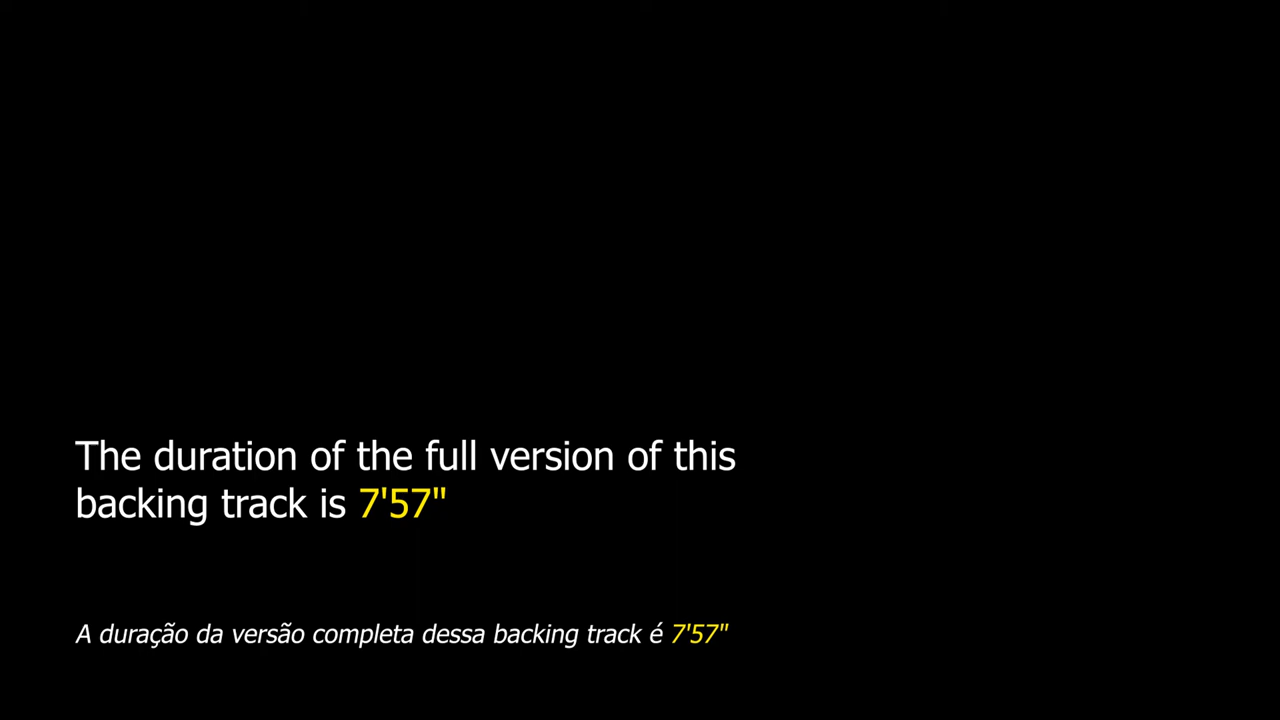 The duration of the full version of this
backing track is 7'57"
A duração da versão completa dessa backing track é 7'57"